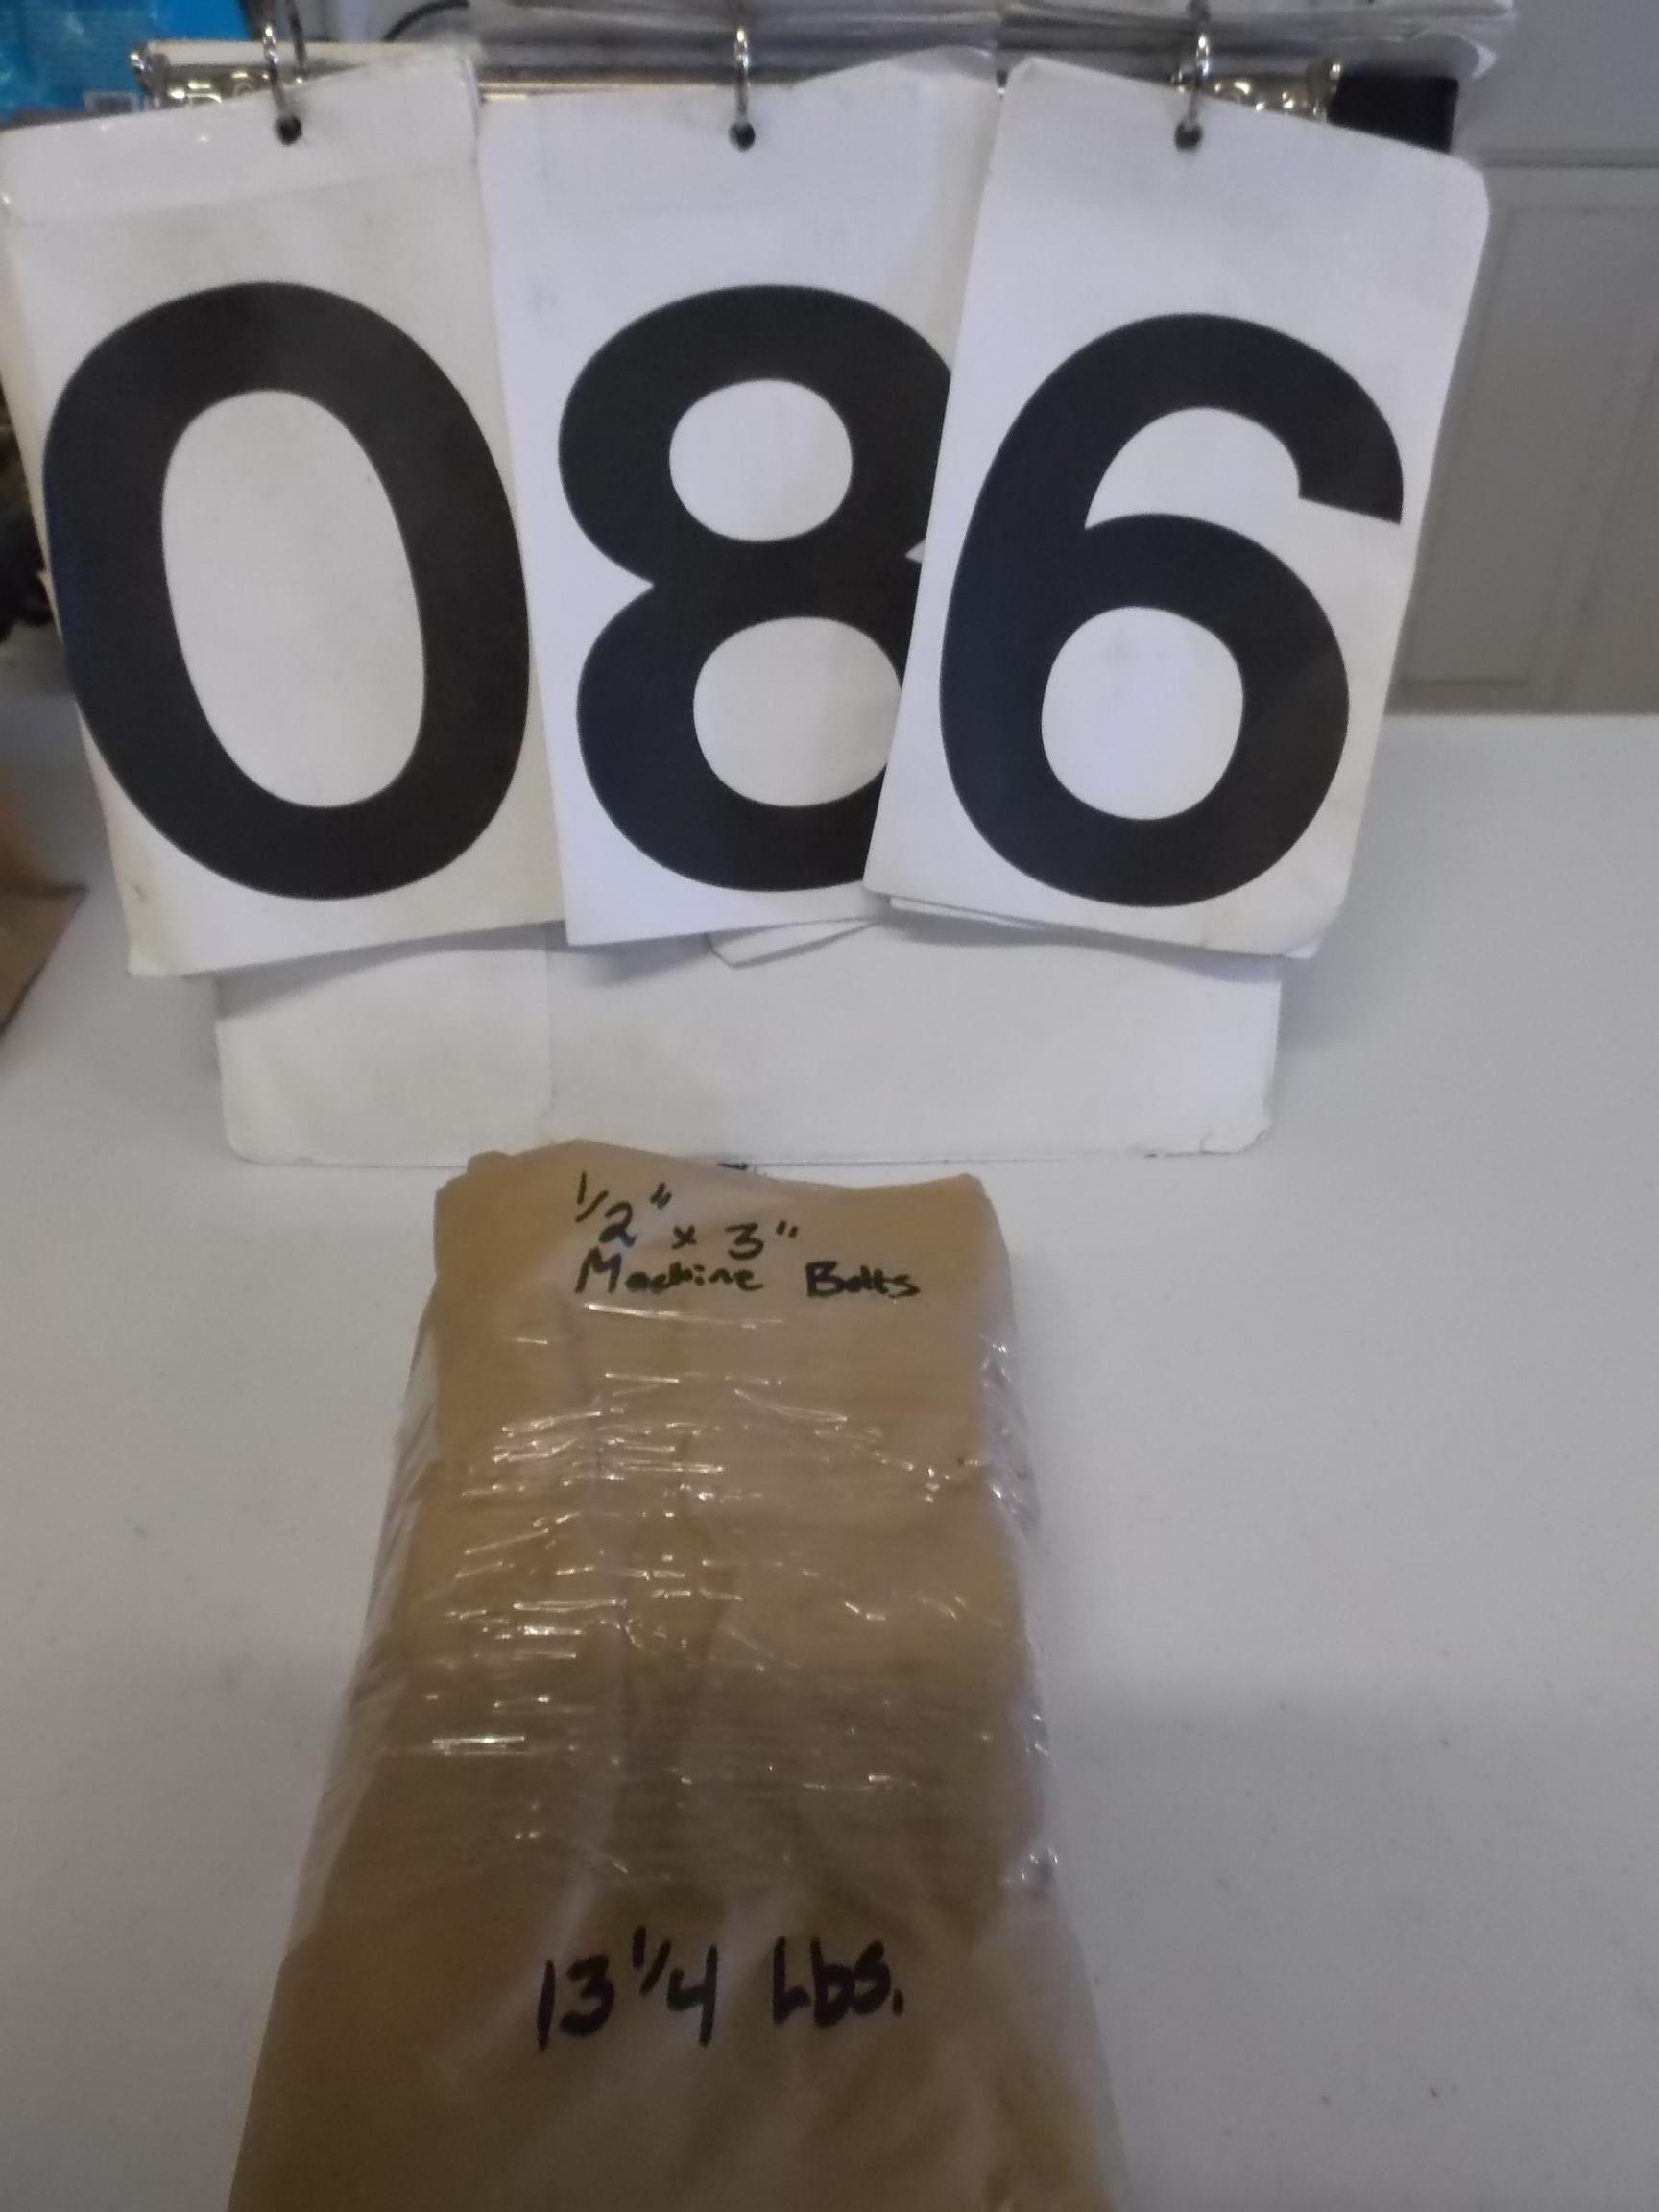 086
1/2" x 3"
Machine Bolts
13 1/4 Lbs.